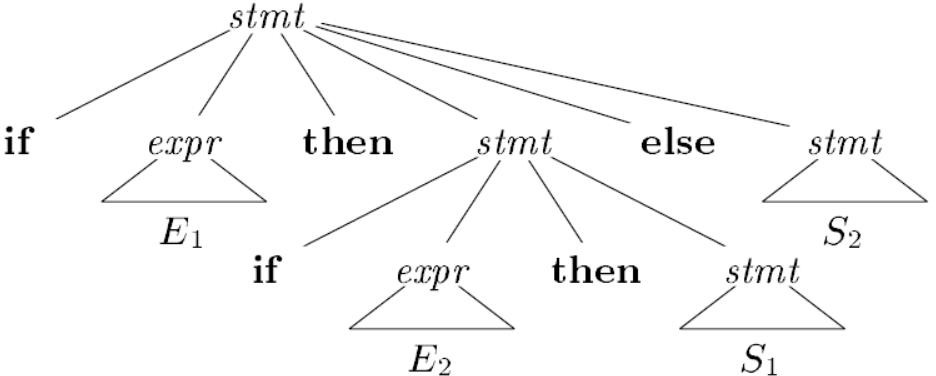 stmt
if expr then stmt else stmt
E₁ S₂
if expr then stmt
E₂ S₁